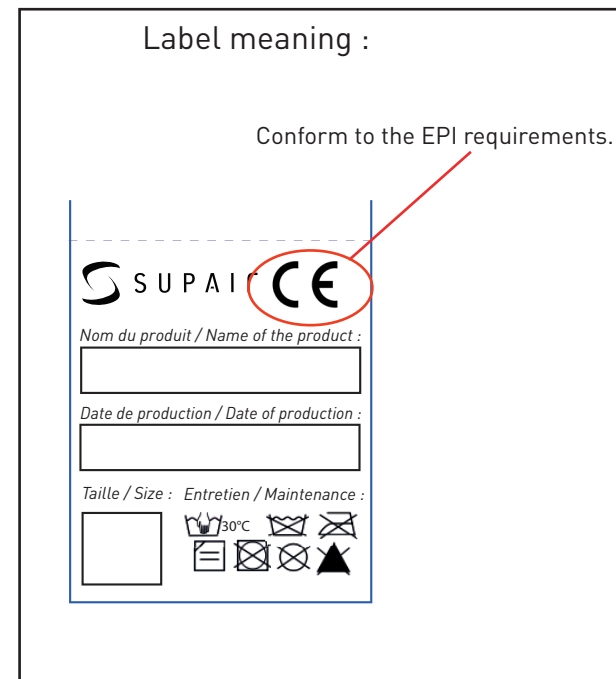 Label meaning :
Conform to the EPI requirements.
SUPAIR CE
Nom du produit / Name of the product :
Date de production / Date of production :
Taille / Size : Entretien / Maintenance :
30°C